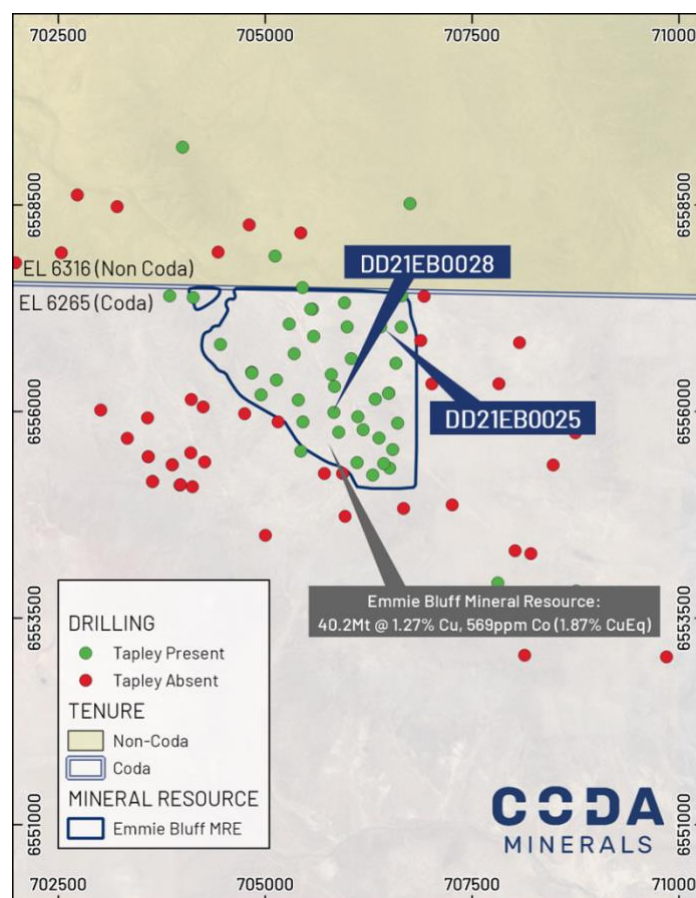 702500
705000
707500
71000
6558500
EL 6316 (Non Coda)
EL 6265 (Coda)
DD21EB0028
DD21EB0025
6556000
6556000
6558500
Emmie Bluff Mineral Resource:
40.2Mt @ 1.27% Cu, 569ppm Co (1.87% CuEq)
6553500
6553500
DRILLING
Tapley Present
Tapley Absent
TENURE
Non-Coda
Coda
MINERAL RESOURCE
Emmie Bluff MRE
6551000
6551000
CODA
MINERALS
702500
705000
707500
71000